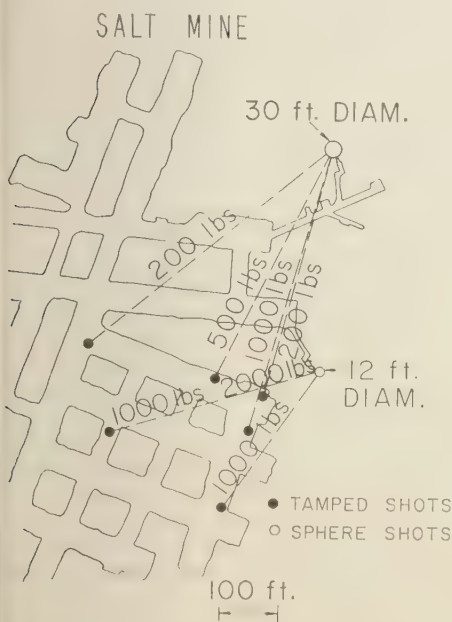 SALT MINE
30 ft. DIAM.
200 lbs
500 lbs
1000 lbs
lbs
7
2000 lbs
12 ft.
DIAM.
1000 lbs
1000 lbs
TAMPED SHOTS
SPHERE SHOTS
100 ft.